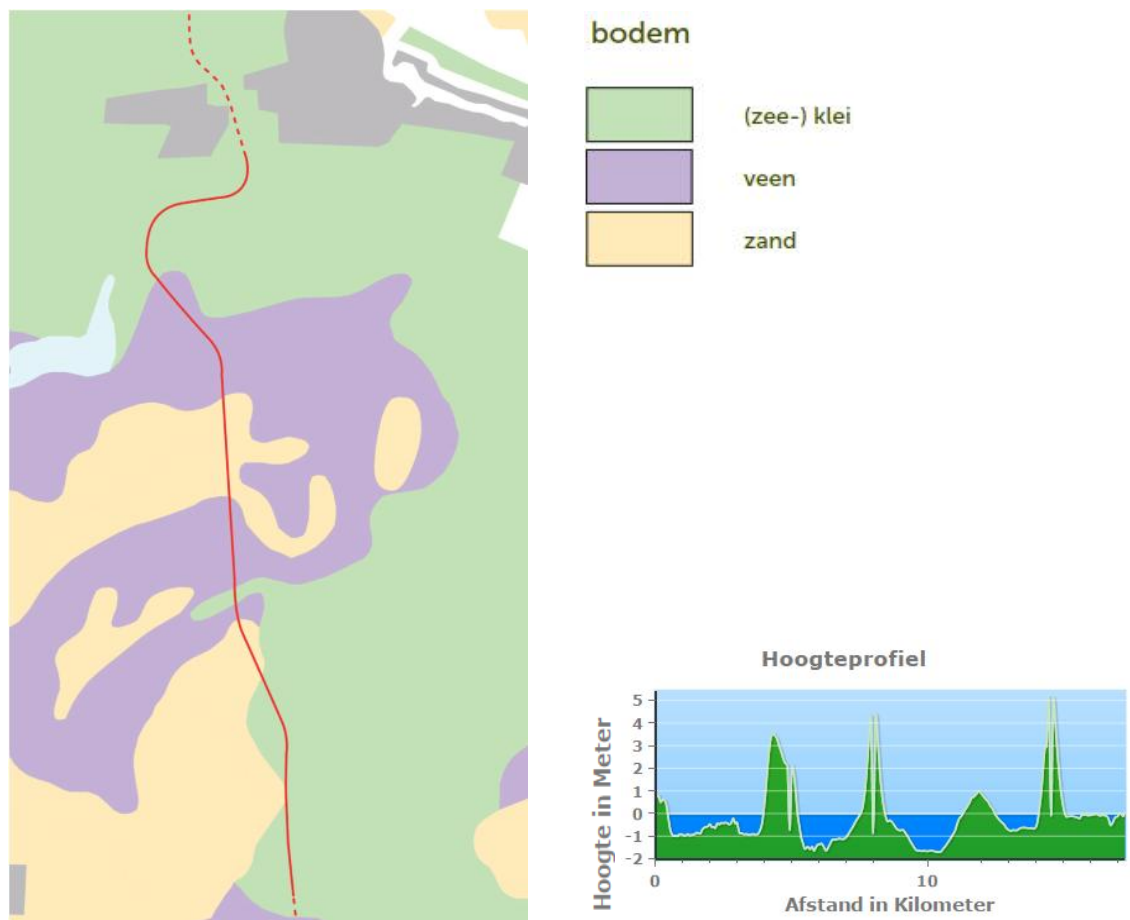 bodem
(zee-) klei
veen
zand
Hoogteprofiel
Hoogte in Meter
5
4
3
2
1
0
-1
-2
0
10
Afstand in Kilometer